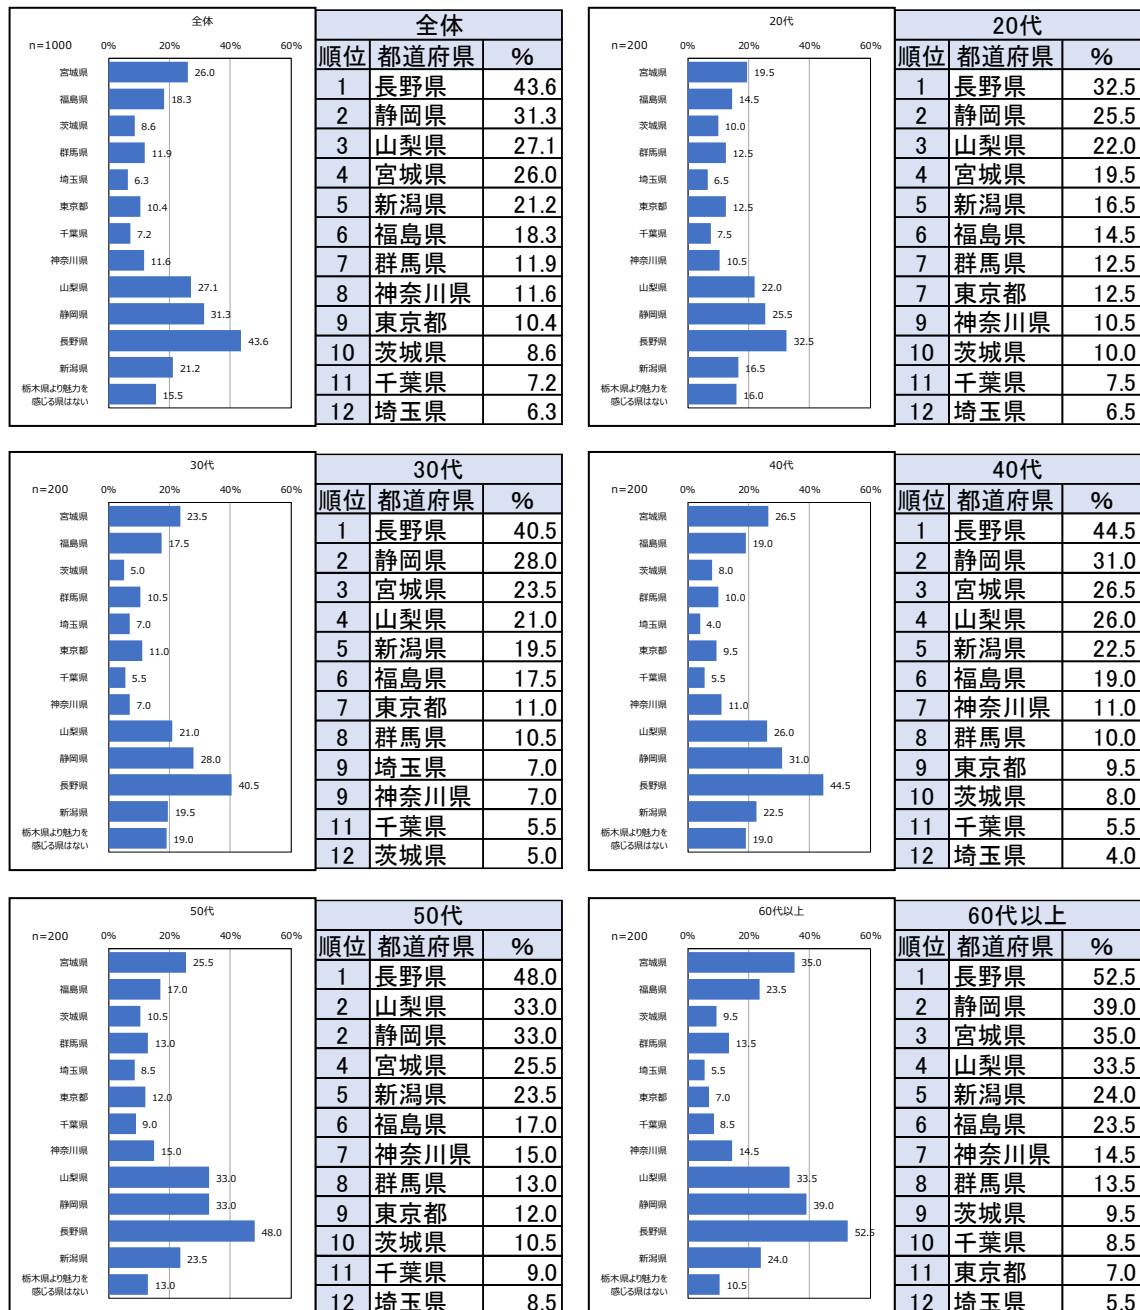 全体
n=1000
0% 20% 40% 60%
宮城県 26.0
福島県 18.3
茨城県 8.6
群馬県 11.9
埼玉県 6.3
東京都 10.4
千葉県 7.2
神奈川県 11.6
山梨県 27.1
静岡県 31.3
長野県 43.6
新潟県 21.2
栃木県より魅力を
感じる県はない 15.5
全体
順位 都道府県 %
1 長野県 43.6
2 静岡県 31.3
3 山梨県 27.1
4 宮城県 26.0
5 新潟県 21.2
6 福島県 18.3
7 群馬県 11.9
8 神奈川県 11.6
9 東京都 10.4
10 茨城県 8.6
11 千葉県 7.2
12 埼玉県 6.3
20代
n=200
0% 20% 40% 60%
宮城県 19.5
福島県 14.5
茨城県 10.0
群馬県 12.5
埼玉県 6.5
東京都 12.5
千葉県 7.5
神奈川県 10.5
山梨県 22.0
静岡県 25.5
長野県 32.5
新潟県 16.5
栃木県より魅力を
感じる県はない 16.0
20代
順位 都道府県 %
1 長野県 32.5
2 静岡県 25.5
3 山梨県 22.0
4 宮城県 19.5
5 新潟県 16.5
6 福島県 14.5
7 群馬県 12.5
7 東京都 12.5
9 神奈川県 10.5
10 茨城県 10.0
11 千葉県 7.5
12 埼玉県 6.5
30代
n=200
0% 20% 40% 60%
宮城県 23.5
福島県 17.5
茨城県 5.0
群馬県 10.5
埼玉県 7.0
東京都 11.0
千葉県 5.5
神奈川県 7.0
山梨県 21.0
静岡県 28.0
長野県 40.5
新潟県 19.5
栃木県より魅力を
感じる県はない 19.0
30代
順位 都道府県 %
1 長野県 40.5
2 静岡県 28.0
3 宮城県 23.5
4 山梨県 21.0
5 新潟県 19.5
6 福島県 17.5
7 東京都 11.0
8 群馬県 10.5
9 埼玉県 7.0
9 神奈川県 7.0
11 千葉県 5.5
12 茨城県 5.0
40代
n=200
0% 20% 40% 60%
宮城県 26.5
福島県 19.0
茨城県 8.0
群馬県 10.0
埼玉県 4.0
東京都 9.5
千葉県 5.5
神奈川県 11.0
山梨県 26.0
静岡県 31.0
長野県 44.5
新潟県 22.5
栃木県より魅力を
感じる県はない 19.0
40代
順位 都道府県 %
1 長野県 44.5
2 静岡県 31.0
3 宮城県 26.5
4 山梨県 26.0
5 新潟県 22.5
6 福島県 19.0
7 神奈川県 11.0
8 群馬県 10.0
9 東京都 9.5
10 茨城県 8.0
11 千葉県 5.5
12 埼玉県 4.0
50代
n=200
0% 20% 40% 60%
宮城県 25.5
福島県 17.0
茨城県 10.5
群馬県 13.0
埼玉県 8.5
東京都 12.0
千葉県 9.0
神奈川県 15.0
山梨県 33.0
静岡県 33.0
長野県 48.0
新潟県 23.5
栃木県より魅力を
感じる県はない 13.0
50代
順位 都道府県 %
1 長野県 48.0
2 山梨県 33.0
2 静岡県 33.0
4 宮城県 25.5
5 新潟県 23.5
6 福島県 17.0
7 神奈川県 15.0
8 群馬県 13.0
9 東京都 12.0
10 茨城県 10.5
11 千葉県 9.0
12 埼玉県 8.5
60代以上
n=200
0% 20% 40% 60%
宮城県 35.0
福島県 23.5
茨城県 9.5
群馬県 13.5
埼玉県 5.5
東京都 7.0
千葉県 8.5
神奈川県 14.5
山梨県 33.5
静岡県 39.0
長野県 52.5
新潟県 24.0
栃木県より魅力を
感じる県はない 10.5
60代以上
順位 都道府県 %
1 長野県 52.5
2 静岡県 39.0
3 宮城県 35.0
4 山梨県 33.5
5 新潟県 24.0
6 福島県 23.5
7 神奈川県 14.5
8 群馬県 13.5
9 茨城県 9.5
10 千葉県 8.5
11 東京都 7.0
12 埼玉県 5.5